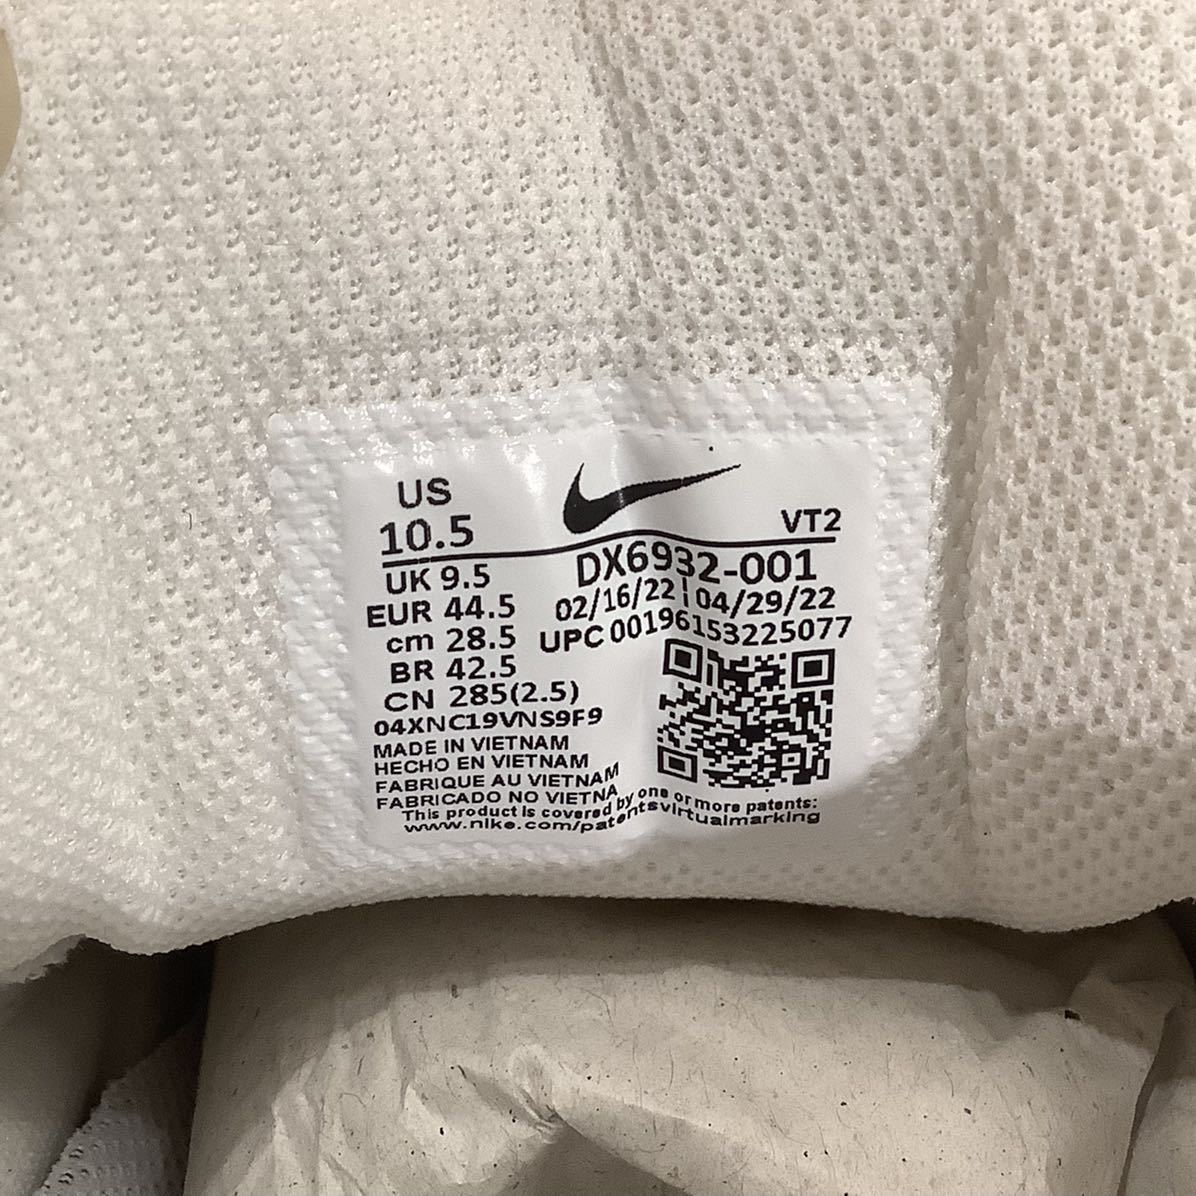 US
10.5
VT2
UK 9.5
EUR 44.5
cm 28.5
BR 42.5
CN 285(2.5)
DX6932-001
02/16/22 | 04/29/22
UPC 00196153225077
04XNC19VNS9F9
MADE IN VIETNAM
HECHO EN VIETNAM
FABRIQUE AU VIETNAM
FABRICADO NO VIETNA
This product is covered by one or more patents:
www.nike.com/patentsvirtualmarking